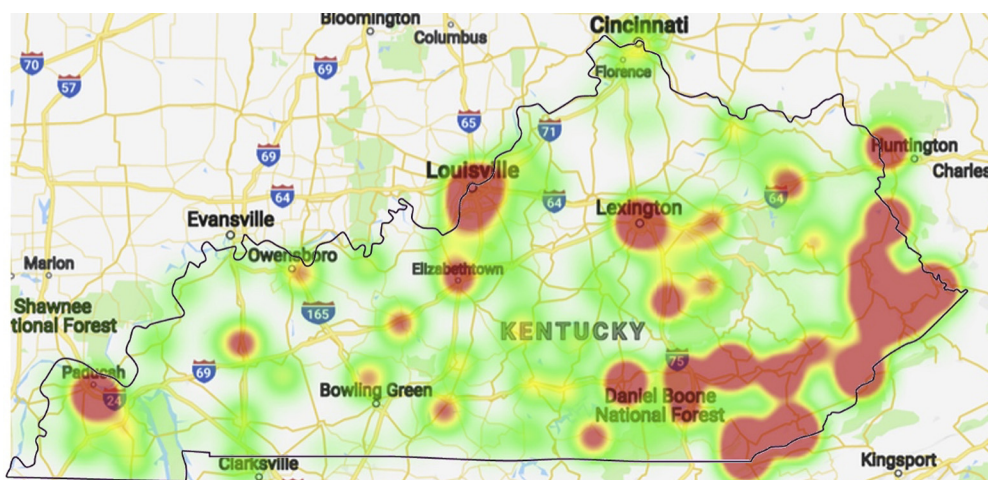 Bloomington
Columbus
Cincinnati
Florence
70
57
69
65
71
69
64
Huntington
Charles
Louisville
64
64
Lexington
Evansville
Owensboro
Marion
Elizabethtown
Shawnee
tional Forest
165
KENTUCKY
75
Paducah
69
24
Bowling Green
Daniel Boone
National Forest
Clarksville
Kingsport